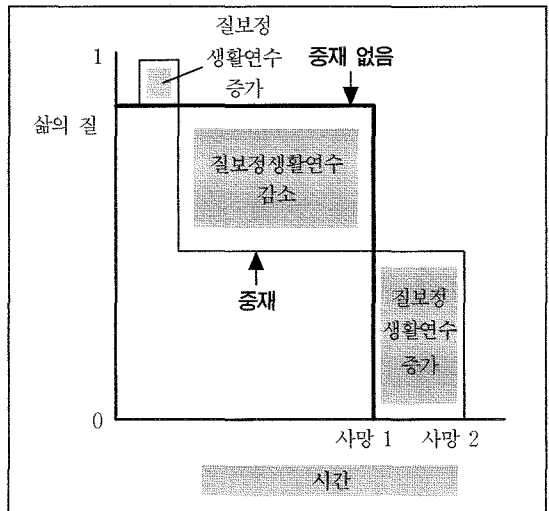 질보정
생활연수
증가
중재 없음
1
삶의 질
질보정생활연수
감소
중재
질보정
생활연수
증가
0
사망 1
사망 2
시간